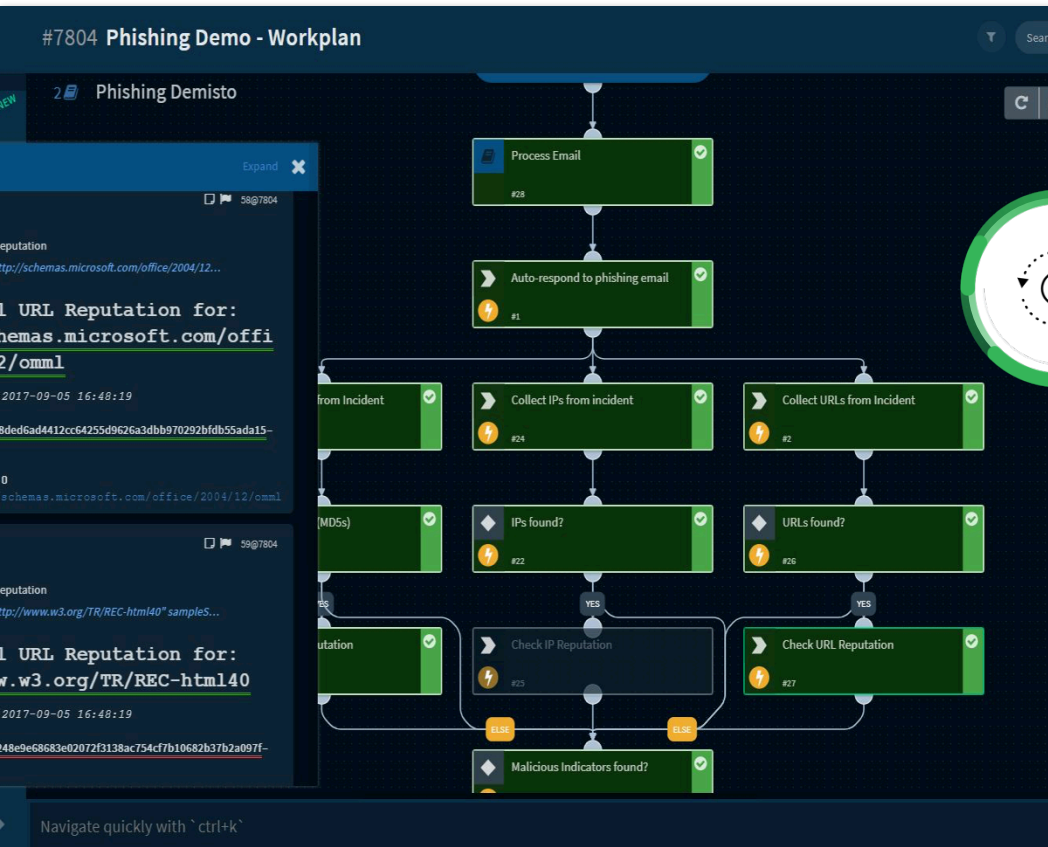 #7804 Phishing Demo - Workplan
Sear
NEW
2 Phishing Demisto
Expand
58@7804
eputation
ttp://schemas.microsoft.com/office/2004/12...
l URL Reputation for:
hemas.microsoft.com/offi
2/omml
2017-09-05 16:48:19
8ded6ad4412cc64255d9626a3dbb970292bfdb55ada15-
0
schemas.microsoft.com/office/2004/12/omml
59@7804
eputation
ttp://www.w3.org/TR/REC-html40" sampleS...
l URL Reputation for:
w.w3.org/TR/REC-html40
2017-09-05 16:48:19
248e9e68683e02072f3138ac754cf7b10682b37b2a097f-
Process Email
#28
Auto-respond to phishing email
#1
from Incident
Collect IPs from incident
#24
Collect URLs from Incident
#2
(MD5s)
IPs found?
#22
URLs found?
#26
YES
YES
YES
utation
Check IP Reputation
#25
Check URL Reputation
#27
ELSE
ELSE
Malicious Indicators found?
Navigate quickly with `ctrl+k`